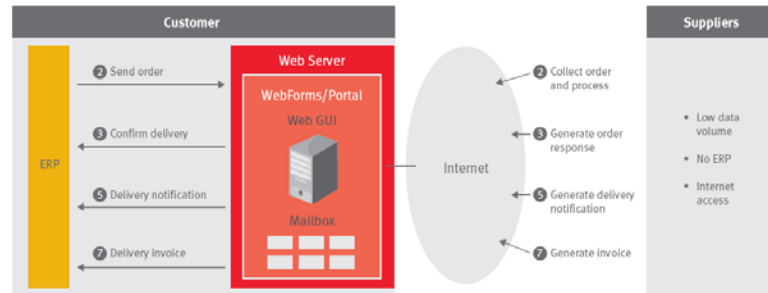 Customer
Suppliers
ERP
2 Send order
3 Confirm delivery
5 Delivery notification
7 Delivery invoice
Web Server
WebForms/Portal
Web GUI
Mailbox
Internet
2 Collect order
and process
3 Generate order
response
5 Generate delivery
notification
7 Generate invoice
• Low data
volume
• No ERP
• Internet
access